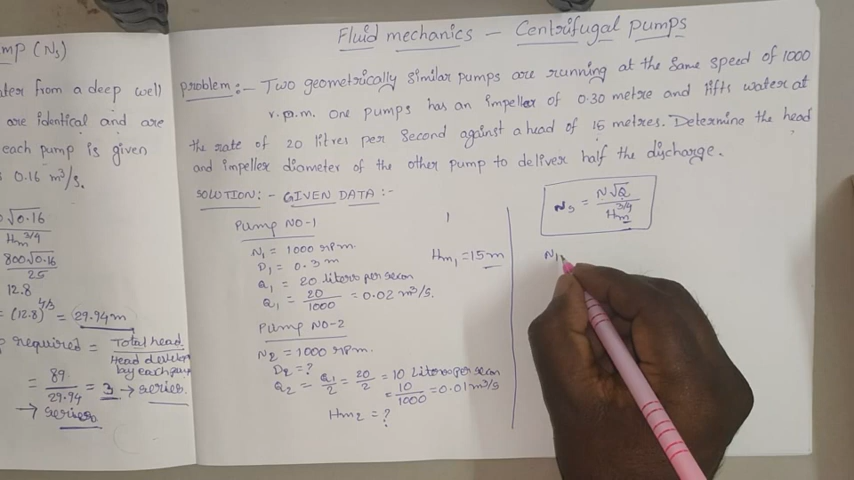 mp (Ns)
ater from a deep well
are identical and are
each pump is given
0.16 m³/s.
√0.16
Hm^3/4
800√0.16
25
12.8
= (12.8)^4/3 = 29.94m
required = Total head
Head develop
by each pump
= 89/29.94 = 3 → series
→ series
Fluid mechanics - Centrifugal pumps
problem:- Two geometrically similar pumps are running at the same speed of 1000
r.p.m. One pumps has an impeller of 0.30 metre and lifts water at
the rate of 20 litres per second against a head of 15 metres. Determine the head
and impeller diameter of the other pump to deliver half the discharge.
SOLUTION:- GIVEN DATA:-
Pump NO-1
N1 = 1000 rpm.
D1 = 0.3m
Q1 = 20 liters per secon
Q1 = 20/1000 = 0.02 m³/s.
Hm1 = 15m
Pump NO-2
N2 = 1000 rpm.
D2 = ?
Q2 = Q1/2 = 20/2 = 10 Liters per secon
= 10/1000 = 0.01 m³/s
Hm2 = ?
Ns = N√Q/Hm^3/4
N1